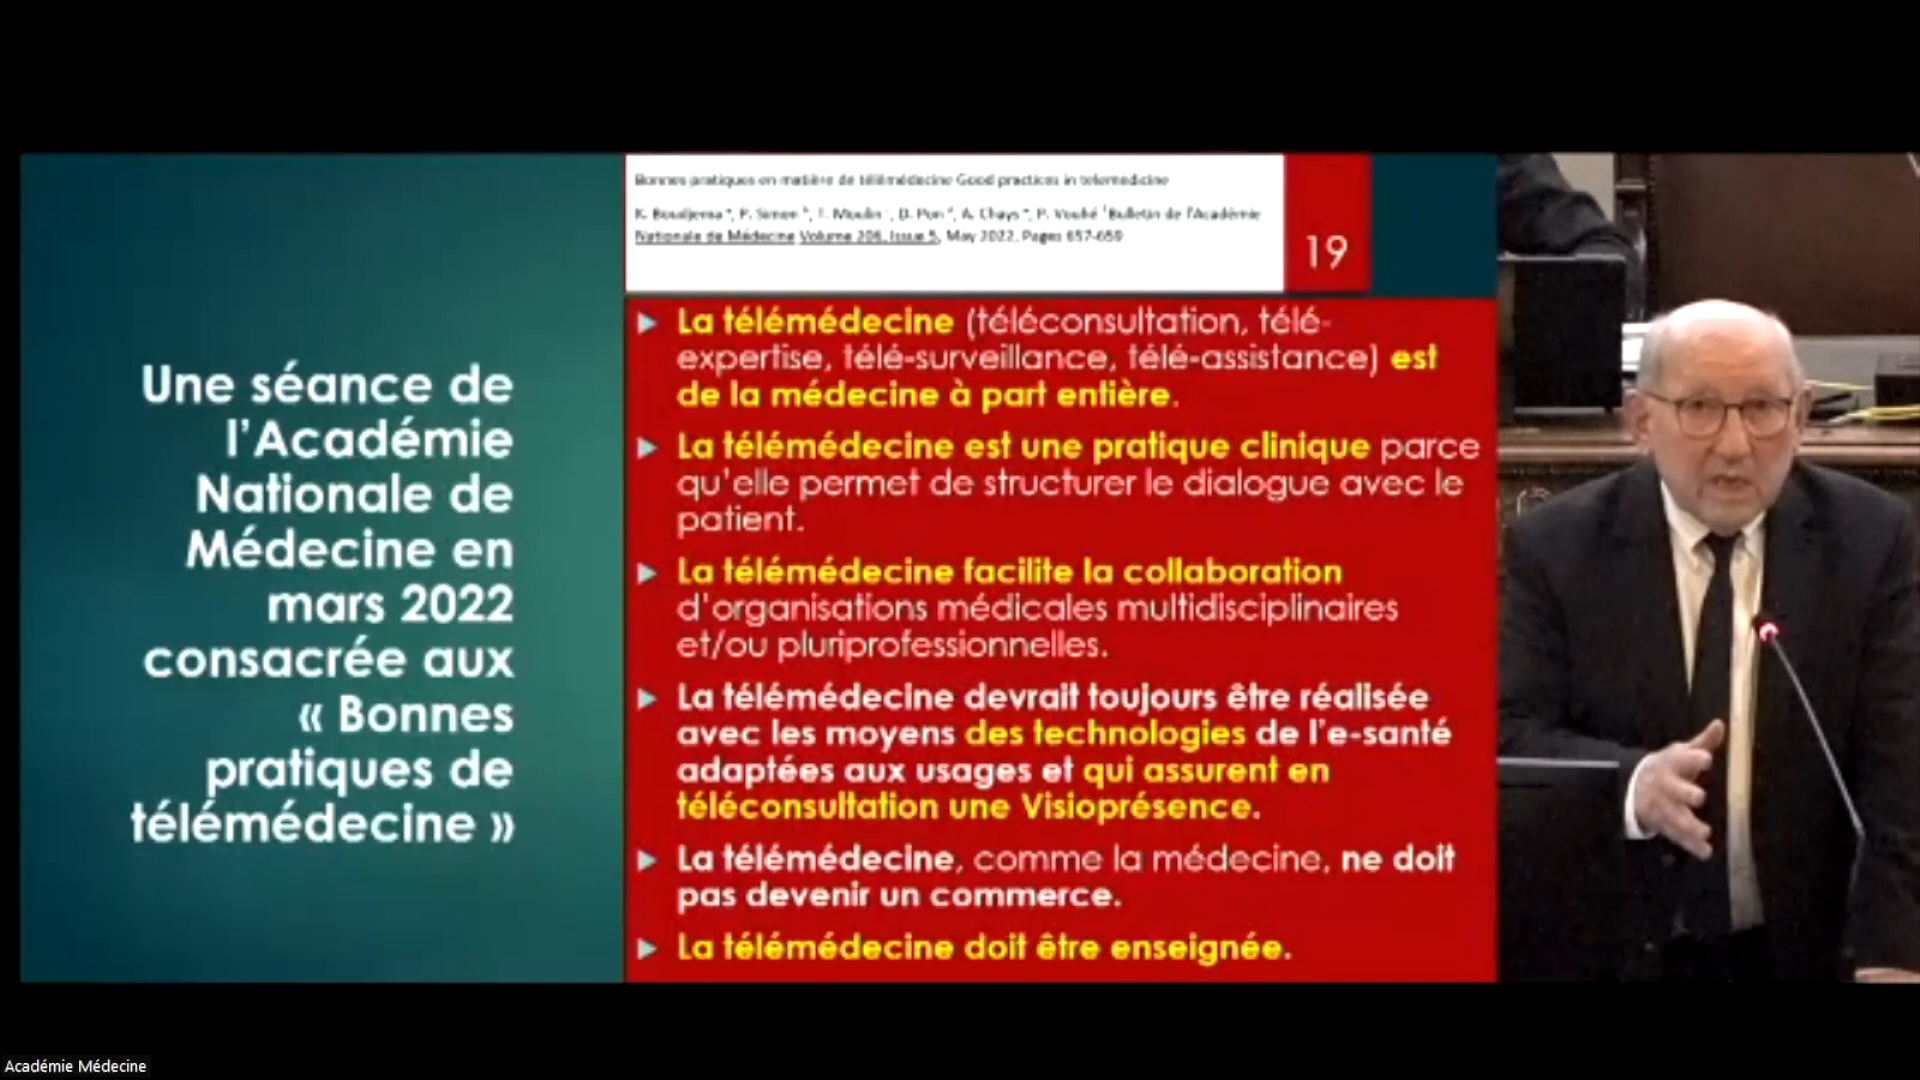 Une séance de
l'Académie
Nationale de
Médecine en
mars 2022
consacrée aux
« Bonnes
pratiques de
télémédecine »
Bonnes pratiques en matière de télémédecine Good practices in telemedicine
K. Boudjema, P. Simon, T. Moulin, D. Pon, A. Chays, P. Vouhé Bulletin de l'Académie
Nationale de Médecine Volume 206, Issue 5, May 2022, Pages 657-659
19
La télémédecine (téléconsultation, télé-
expertise, télé-surveillance, télé-assistance) est
de la médecine à part entière.
La télémédecine est une pratique clinique parce
qu'elle permet de structurer le dialogue avec le
patient.
La télémédecine facilite la collaboration
d'organisations médicales multidisciplinaires
et/ou pluriprofessionnelles.
La télémédecine devrait toujours être réalisée
avec les moyens des technologies de l'e-santé
adaptées aux usages et qui assurent en
téléconsultation une Visioprésence.
La télémédecine, comme la médecine, ne doit
pas devenir un commerce.
La télémédecine doit être enseignée.
Académie Médecine